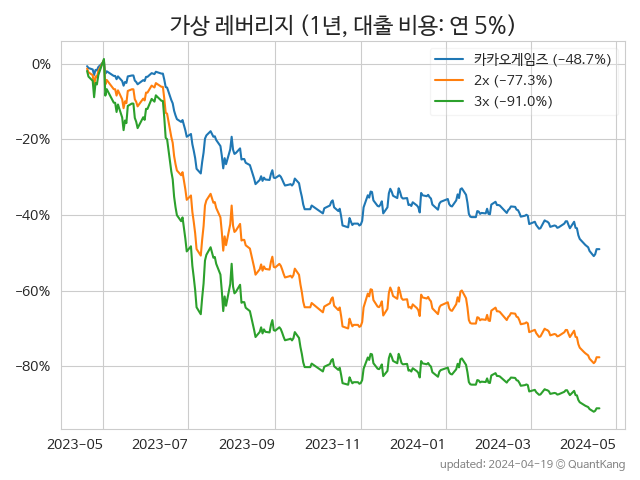 가상 레버리지 (1년, 대출 비용: 연 5%)
카카오게임즈 (−48.7%)
2x (−77.3%)
3x (−91.0%)
0%
−20%
−40%
−60%
−80%
2023-05 2023-07 2023-09 2023-11 2024-01 2024-03 2024-05
updated: 2024-04-19 © QuantKang